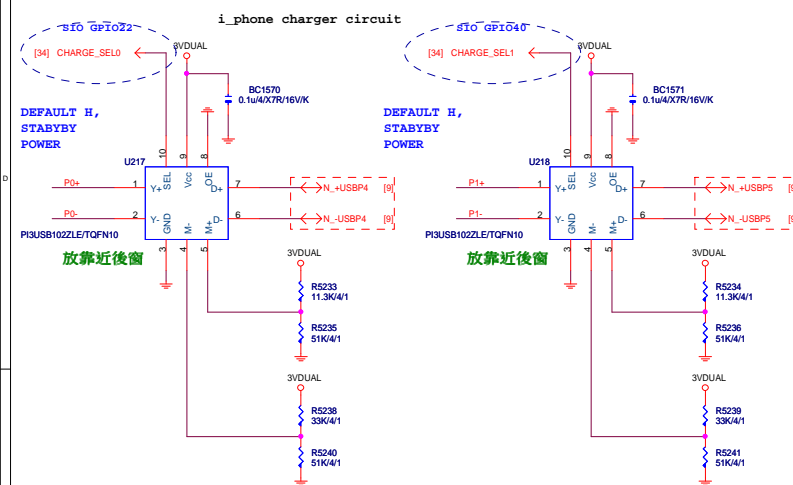 i_phone charger circuit
SIO GPIO22
[34] CHARGE_SEL0
3VDUAL
BC1570
0.1u/4/X7R/16V/K
DEFAULT H,
STABYBY
POWER
U217
10
9
8
SEL
Vcc
OE
P0+
1
Y+
D+
7
N_+USBP4 [9]
P0-
2
Y-
D-
6
N_-USBP4 [9]
GND
M-
M+
3
4
5
PI3USB102ZLE/TQFN10
放靠近後窗
3VDUAL
R5233
11.3K/4/1
R5235
51K/4/1
3VDUAL
R5238
33K/4/1
R5240
51K/4/1
SIO GPIO40
[34] CHARGE_SEL1
3VDUAL
BC1571
0.1u/4/X7R/16V/K
DEFAULT H,
STABYBY
POWER
U218
10
9
8
SEL
Vcc
OE
P1+
1
Y+
D+
7
N_+USBP5 [9
P1-
2
Y-
D-
6
N_-USBP5 [9
GND
M-
M+
3
4
5
PI3USB102ZLE/TQFN10
放靠近後窗
3VDUAL
R5234
11.3K/4/1
R5236
51K/4/1
3VDUAL
R5239
33K/4/1
R5241
51K/4/1
D